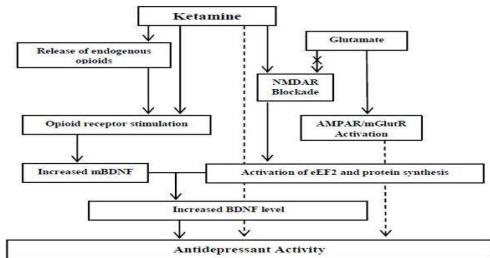 Ketamine
Glutamate
Release of endogenous
opioids
NMDAR
Blockade
Opioid receptor stimulation
AMPAR/mGlutR
Activation
Increased mBDNF
Activation of eEF2 and protein synthesis
Increased BDNF level
Antidepressant Activity